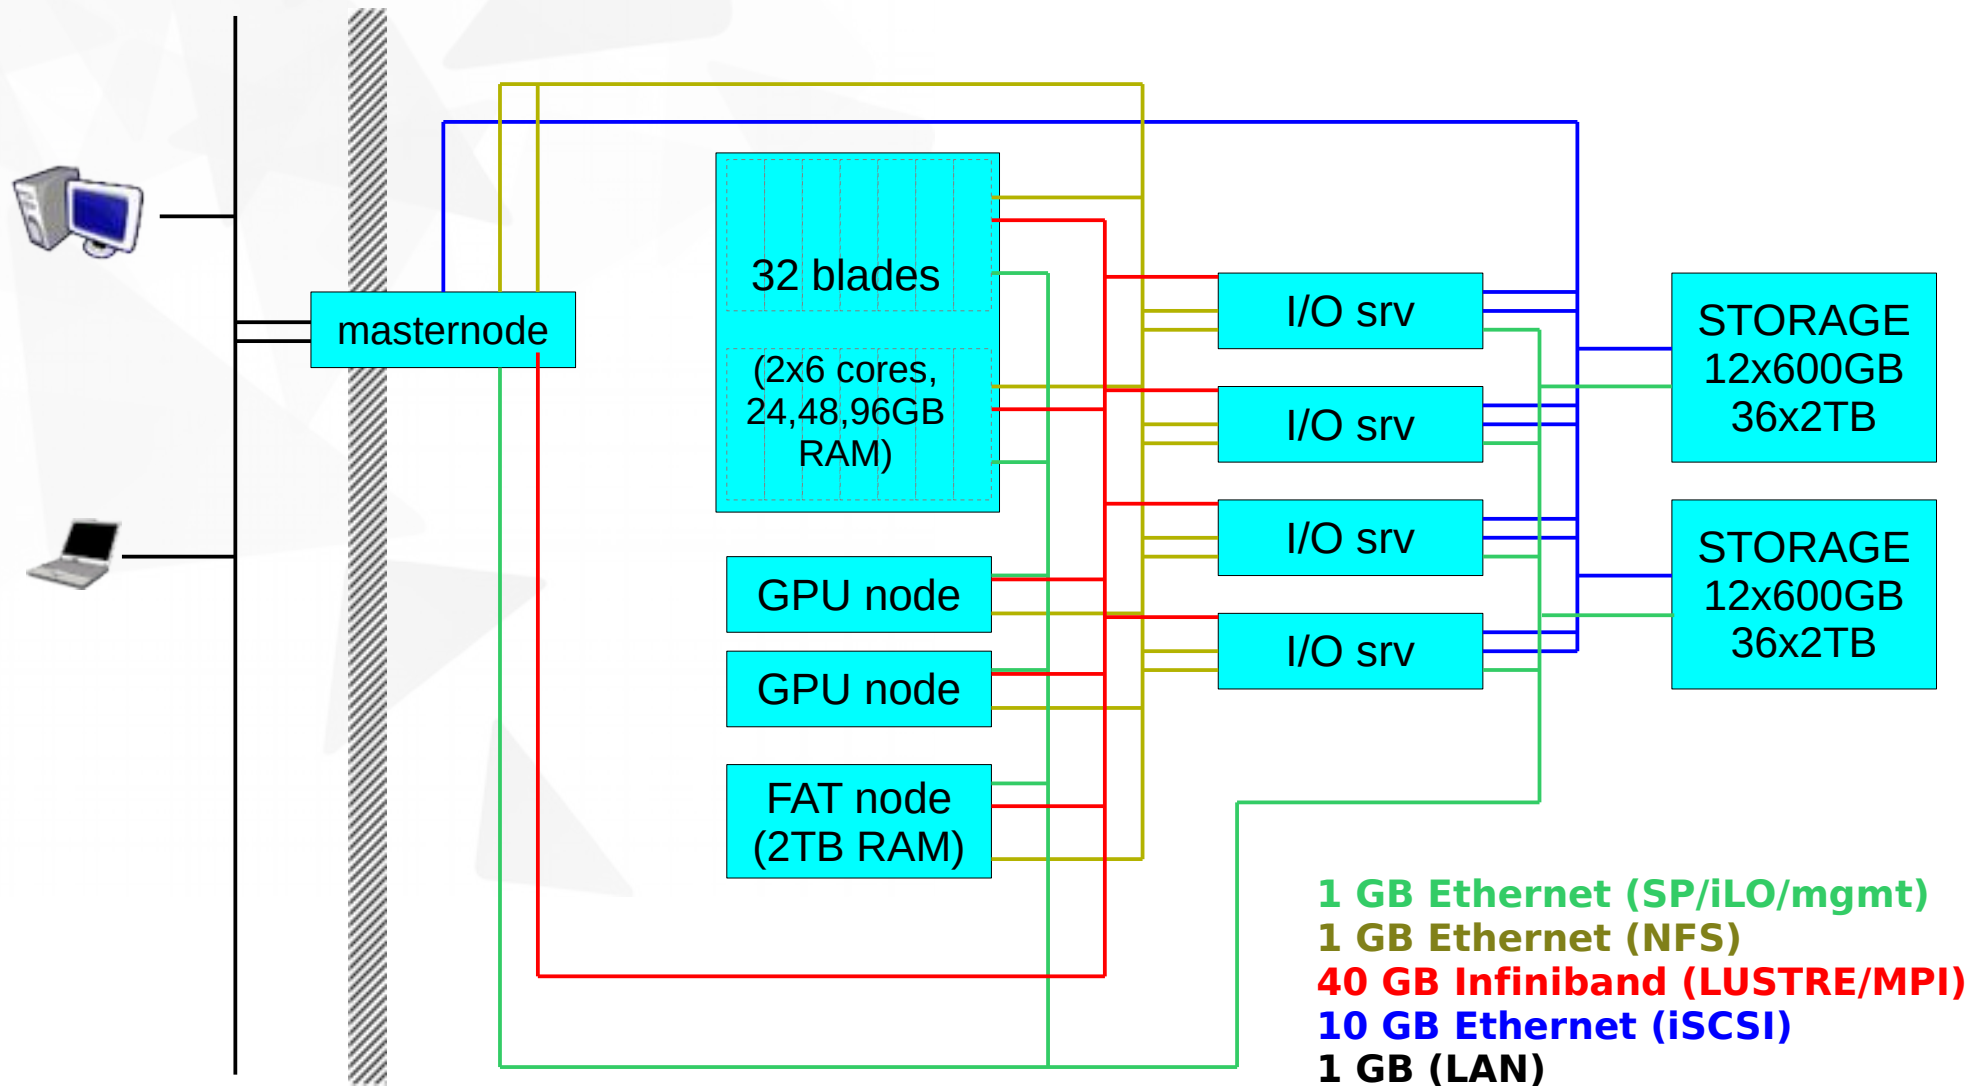 masternode
32 blades
(2x6 cores,
24,48,96GB
RAM)
GPU node
GPU node
FAT node
(2TB RAM)
I/O srv
I/O srv
I/O srv
I/O srv
STORAGE
12x600GB
36x2TB
STORAGE
12x600GB
36x2TB
1 GB Ethernet (SP/iLO/mgmt)
1 GB Ethernet (NFS)
40 GB Infiniband (LUSTRE/MPI)
10 GB Ethernet (iSCSI)
1 GB (LAN)